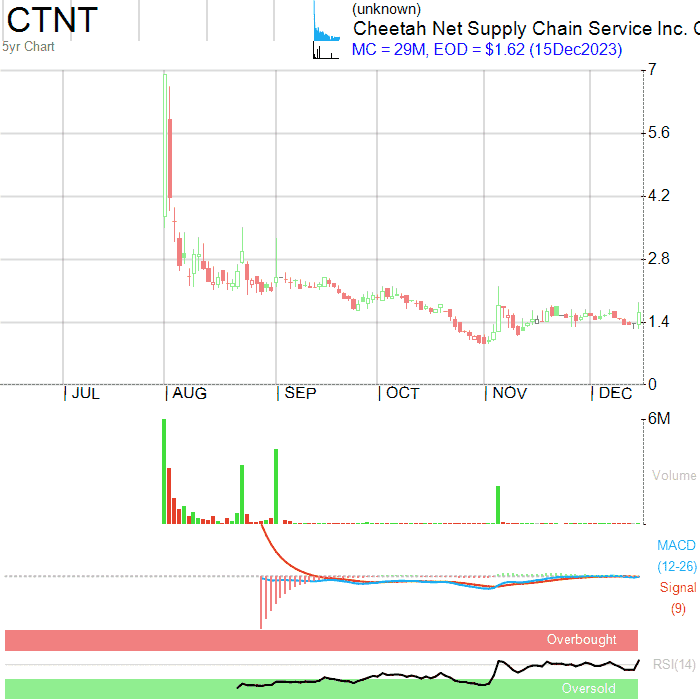 CTNT
5yr Chart
(unknown)
Cheetah Net Supply Chain Service Inc. C
MC = 29M, EOD = $1.62 (15Dec2023)
7
5.6
4.2
2.8
1.4
0
JUL AUG SEP OCT NOV DEC
6M
Volume
MACD
(12-26)
Signal
(9)
Overbought
RSI(14)
Oversold